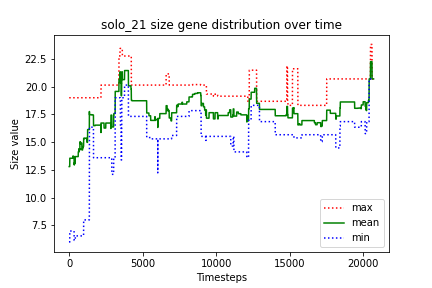 solo_21 size gene distribution over time
Size value
22.5
20.0
17.5
15.0
12.5
10.0
7.5
max
mean
min
0
5000
10000
15000
20000
Timesteps